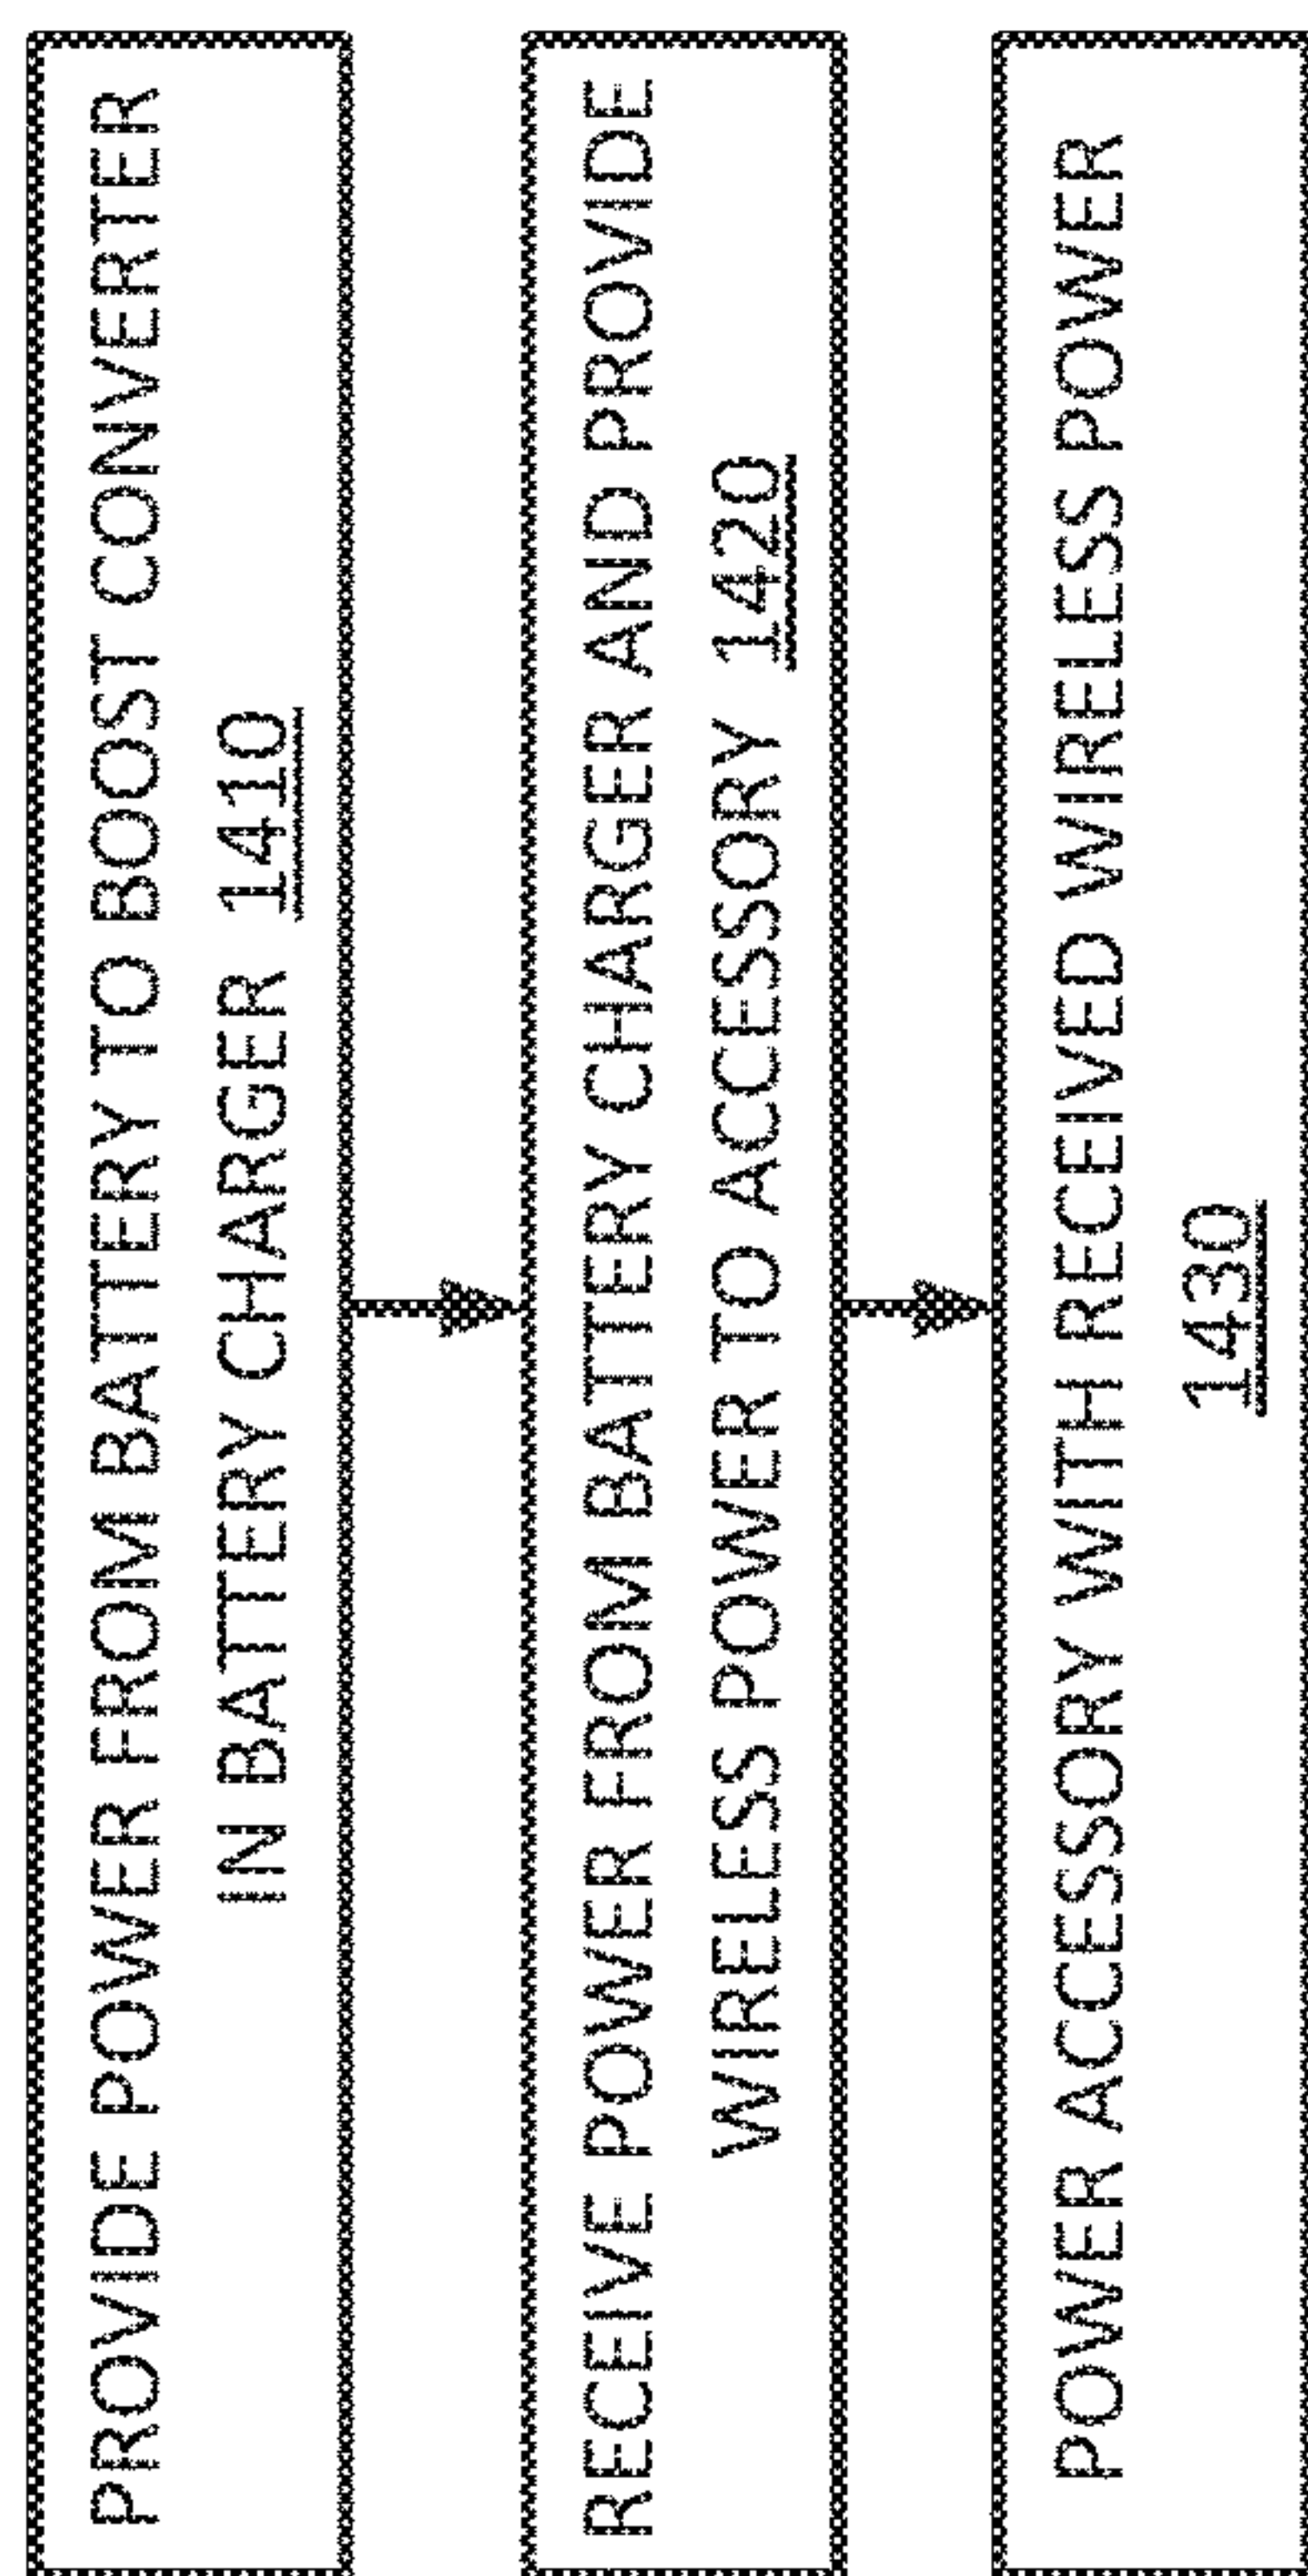 PROVIDE POWER FROM BATTERY TO BOOST CONVERTER
IN BATTERY CHARGER 1410
RECEIVE POWER FROM BATTERY CHARGER AND PROVIDE
WIRELESS POWER TO ACCESSORY 1420
POWER ACCESSORY WITH RECEIVED WIRELESS POWER
1430